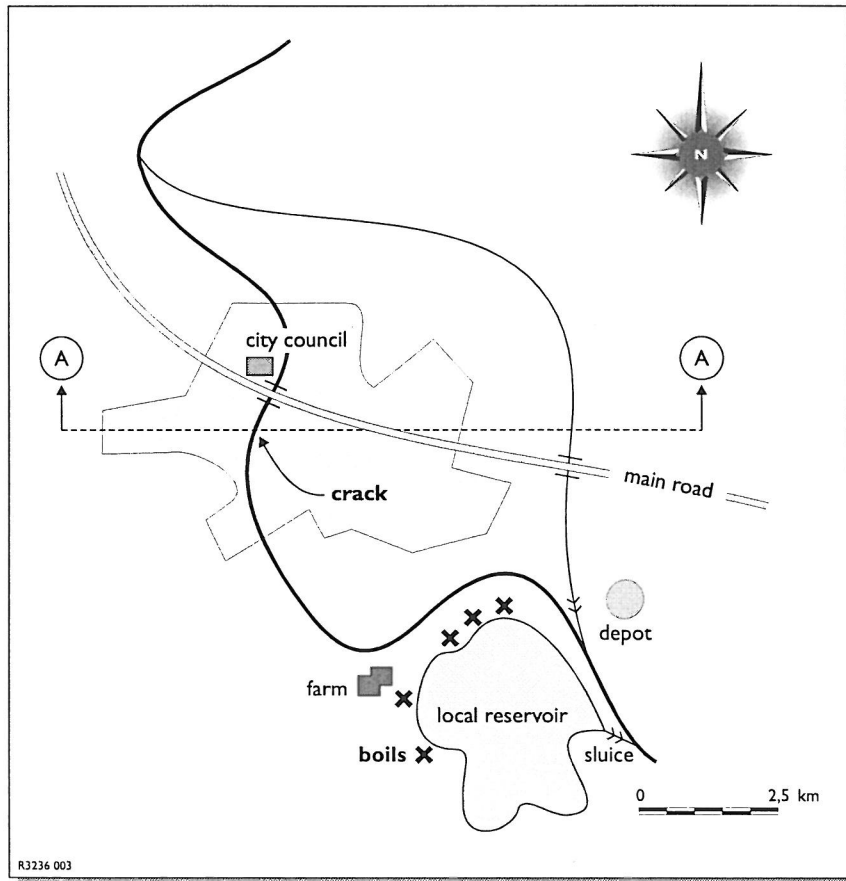 N
city council
A
A
crack
main road
depot
farm
local reservoir
boils
sluice
0 2,5 km
R3236 003